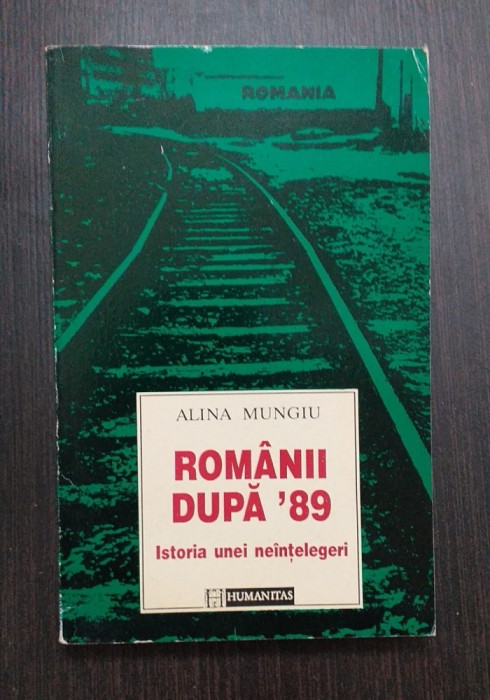 ROMANIA
ALINA MUNGIU
ROMÂNII
DUPĂ '89
Istoria unei neînțelegeri
HUMANITAS